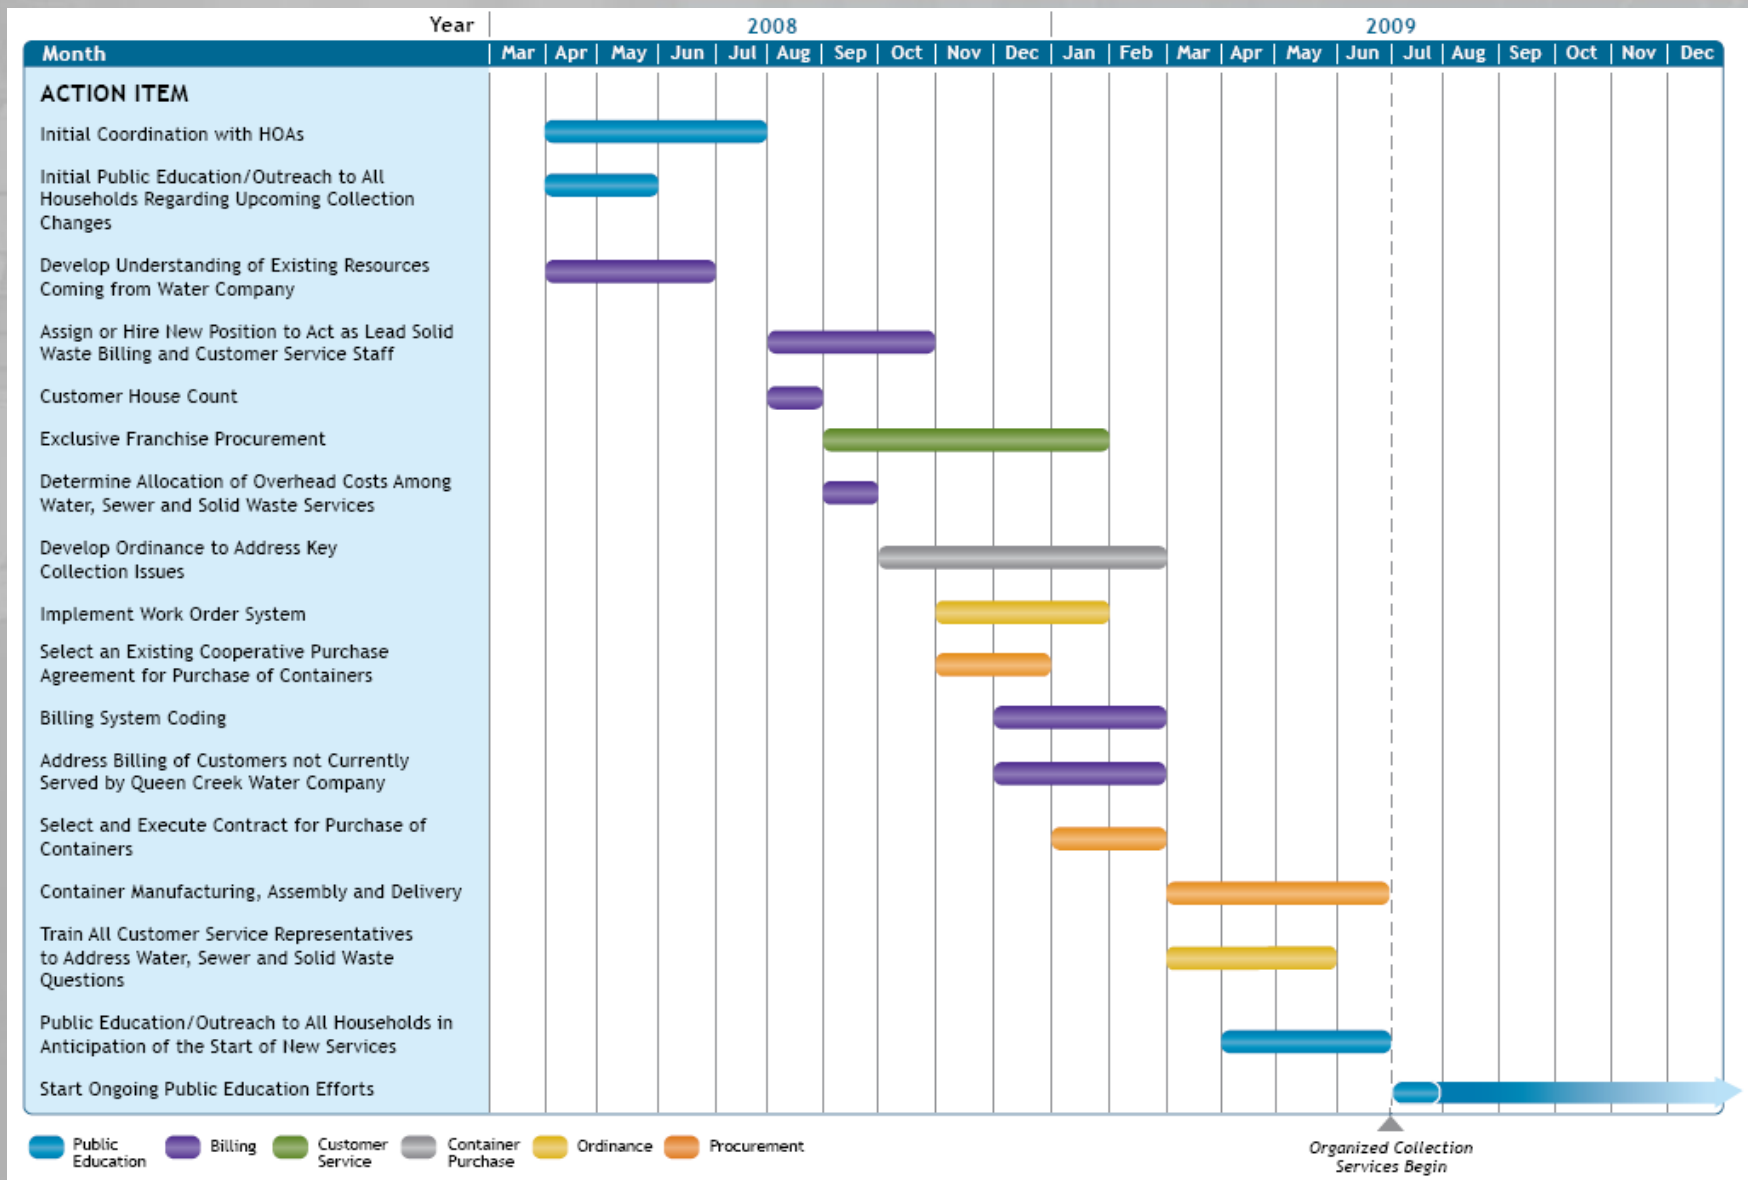 Year 2008 2009
Month Mar Apr May Jun Jul Aug Sep Oct Nov Dec Jan Feb Mar Apr May Jun Jul Aug Sep Oct Nov Dec
ACTION ITEM
Initial Coordination with HOAs
Initial Public Education/Outreach to All
Households Regarding Upcoming Collection
Changes
Develop Understanding of Existing Resources
Coming from Water Company
Assign or Hire New Position to Act as Lead Solid
Waste Billing and Customer Service Staff
Customer House Count
Exclusive Franchise Procurement
Determine Allocation of Overhead Costs Among
Water, Sewer and Solid Waste Services
Develop Ordinance to Address Key
Collection Issues
Implement Work Order System
Select an Existing Cooperative Purchase
Agreement for Purchase of Containers
Billing System Coding
Address Billing of Customers not Currently
Served by Queen Creek Water Company
Select and Execute Contract for Purchase of
Containers
Container Manufacturing, Assembly and Delivery
Train All Customer Service Representatives
to Address Water, Sewer and Solid Waste
Questions
Public Education/Outreach to All Households in
Anticipation of the Start of New Services
Start Ongoing Public Education Efforts
Public
Education
Billing
Customer
Service
Container
Purchase
Ordinance
Procurement
Organized Collection
Services Begin